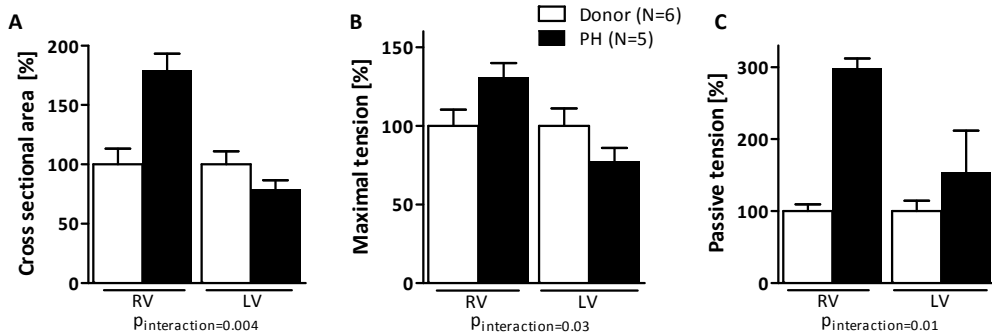 A
Cross sectional area [%]
200
150
100
50
0
RV LV
pinteraction=0.004
B
Maximal tension [%]
150
100
50
0
RV LV
pinteraction=0.03
Donor (N=6)
PH (N=5)
C
Passive tension [%]
300
200
100
0
RV LV
pinteraction=0.01